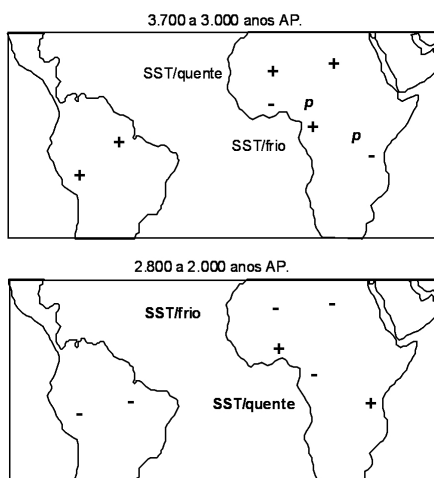 3.700 a 3.000 anos AP.
SST/quente
+
+
-
p
+
+
SST/frio
p
-
+
2.800 a 2.000 anos AP.
SST/frio
-
-
+
-
-
-
SST/quente
+